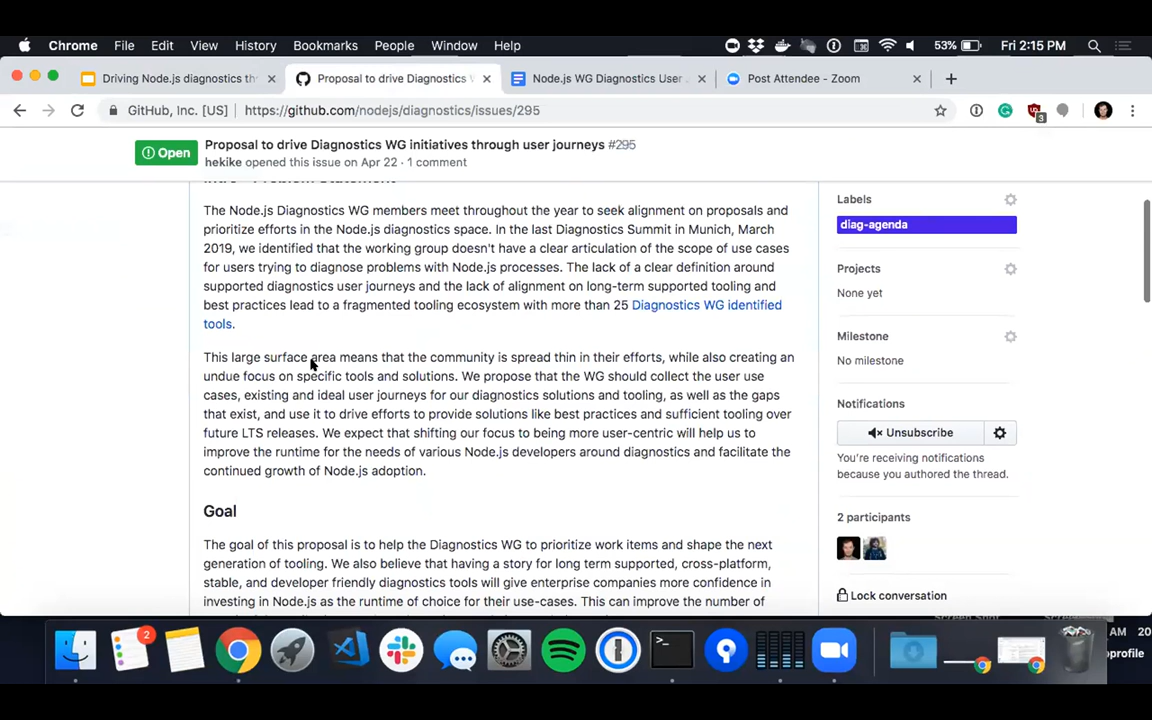 Chrome File Edit View History Bookmarks People Window Help 53% Fri 2:15 PM
Driving Node.js diagnostics th
Proposal to drive Diagnostics
Node.js WG Diagnostics User
Post Attendee - Zoom
GitHub, Inc. [US] https://github.com/nodejs/diagnostics/issues/295
3
Open
Proposal to drive Diagnostics WG initiatives through user journeys #295
hekike opened this issue on Apr 22 · 1 comment
Intro - Problem Statement
The Node.js Diagnostics WG members meet throughout the year to seek alignment on proposals and
prioritize efforts in the Node.js diagnostics space. In the last Diagnostics Summit in Munich, March
2019, we identified that the working group doesn't have a clear articulation of the scope of use cases
for users trying to diagnose problems with Node.js processes. The lack of a clear definition around
supported diagnostics user journeys and the lack of alignment on long-term supported tooling and
best practices lead to a fragmented tooling ecosystem with more than 25 Diagnostics WG identified
tools.
This large surface area means that the community is spread thin in their efforts, while also creating an
undue focus on specific tools and solutions. We propose that the WG should collect the user use
cases, existing and ideal user journeys for our diagnostics solutions and tooling, as well as the gaps
that exist, and use it to drive efforts to provide solutions like best practices and sufficient tooling over
future LTS releases. We expect that shifting our focus to being more user-centric will help us to
improve the runtime for the needs of various Node.js developers around diagnostics and facilitate the
continued growth of Node.js adoption.
Goal
The goal of this proposal is to help the Diagnostics WG to prioritize work items and shape the next
generation of tooling. We also believe that having a story for long term supported, cross-platform,
stable, and developer friendly diagnostics tools will give enterprise companies more confidence in
investing in Node.js as the runtime of choice for their use-cases. This can improve the number of
Labels
diag-agenda
Projects
None yet
Milestone
No milestone
Notifications
Unsubscribe
You're receiving notifications
because you authored the thread.
2 participants
Lock conversation
2
AM 20
profile